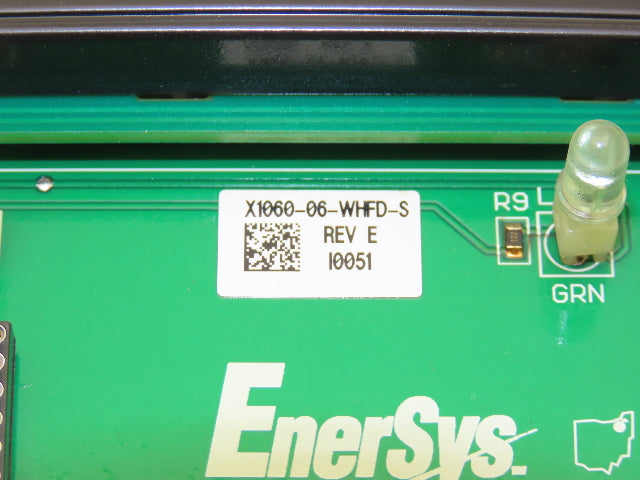 X1060-06-WHFD-S
REV E
I0051
R9 L
GRN
EnerSys